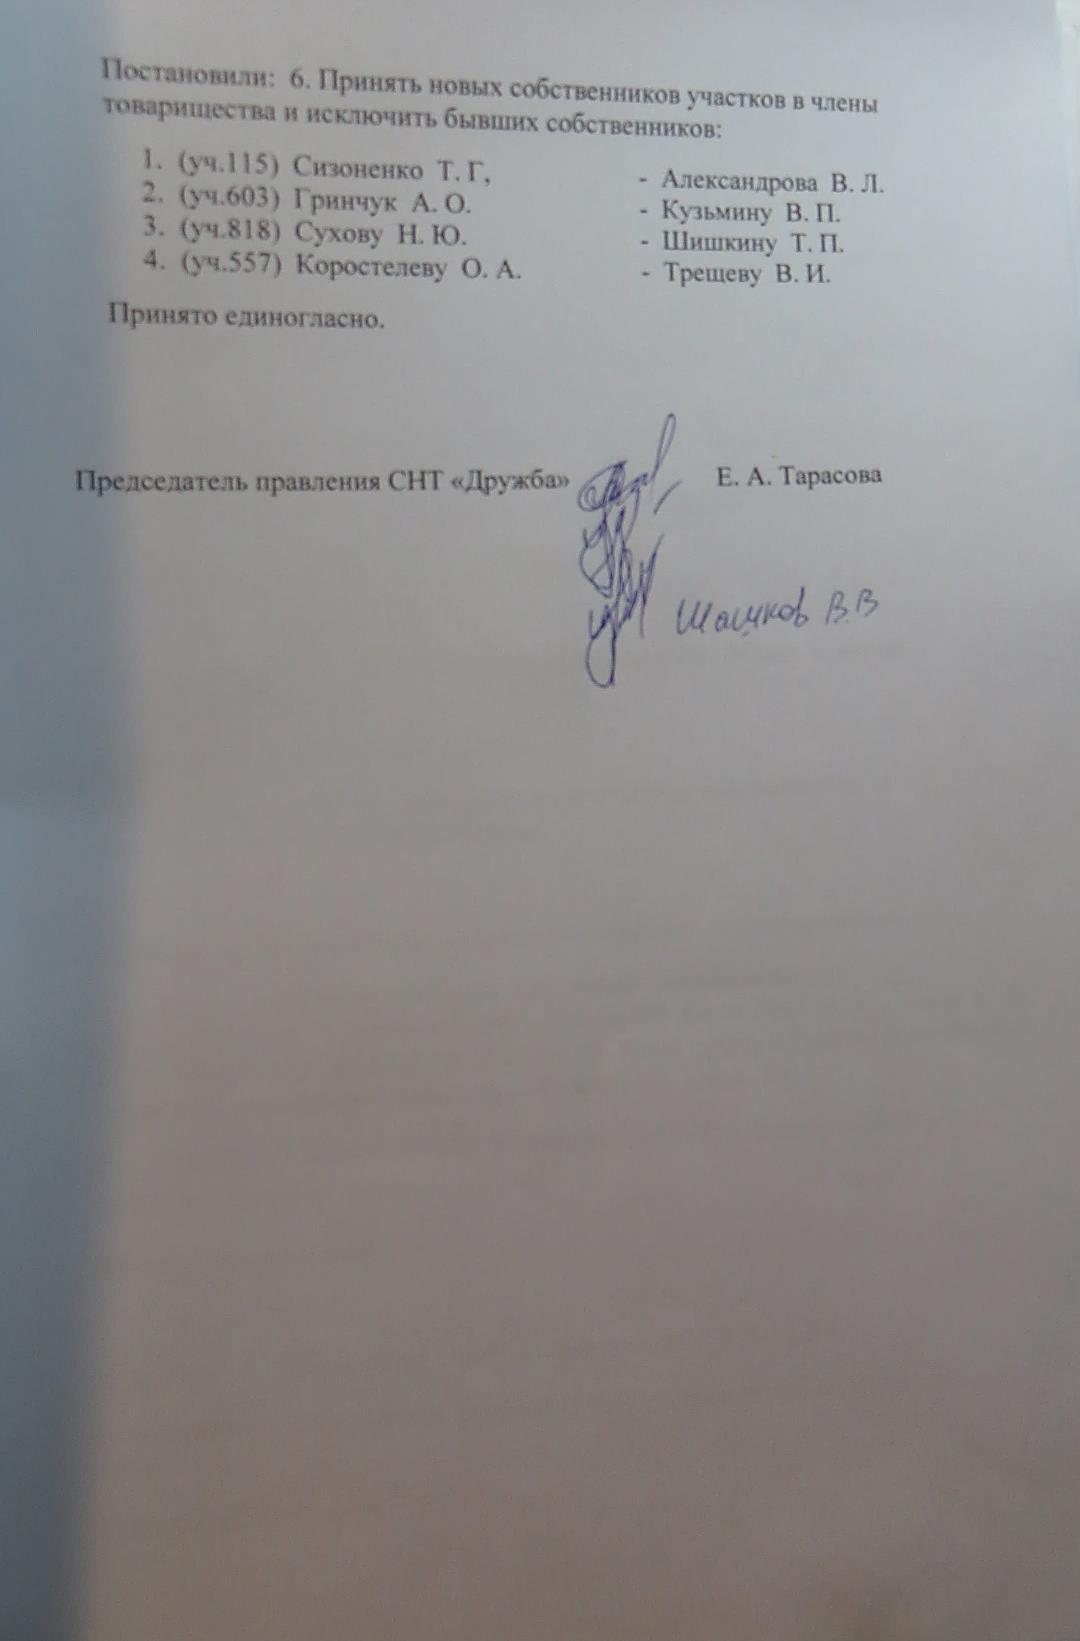 Постановили: 6. Принять новых собственников участков в члены
товарищества и исключить бывших собственников:
1. (уч.115) Сизоненко Т. Г, - Александрова В. Л.
2. (уч.603) Гринчук А. О. - Кузьмину В. П.
3. (уч.818) Сухову Н. Ю. - Шишкину Т. П.
4. (уч.557) Коростелеву О. А. - Трещеву В. И.
Принято единогласно.
Председатель правления СНТ «Дружба» Е. А. Тарасова
Машков В.В